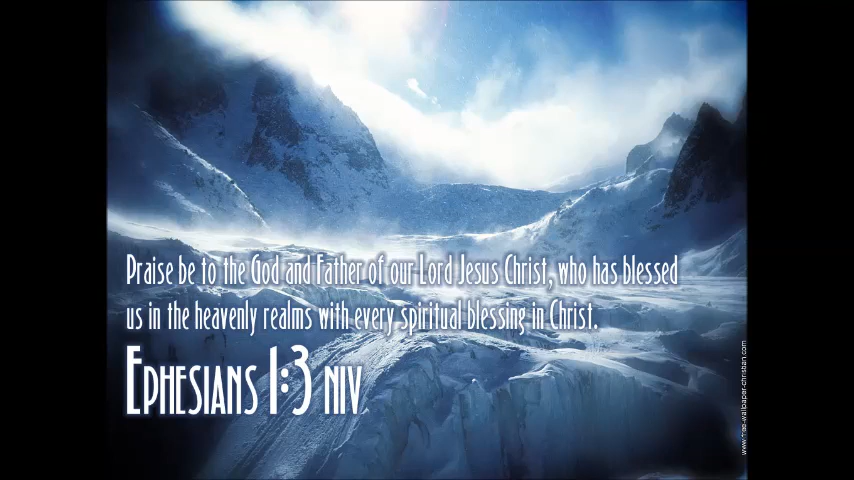 Praise be to the God and Father of our Lord Jesus Christ, who has blessed
us in the heavenly realms with every spiritual blessing in Christ.
Ephesians 1:3 NIV
www.free-wallpaper-christian.com